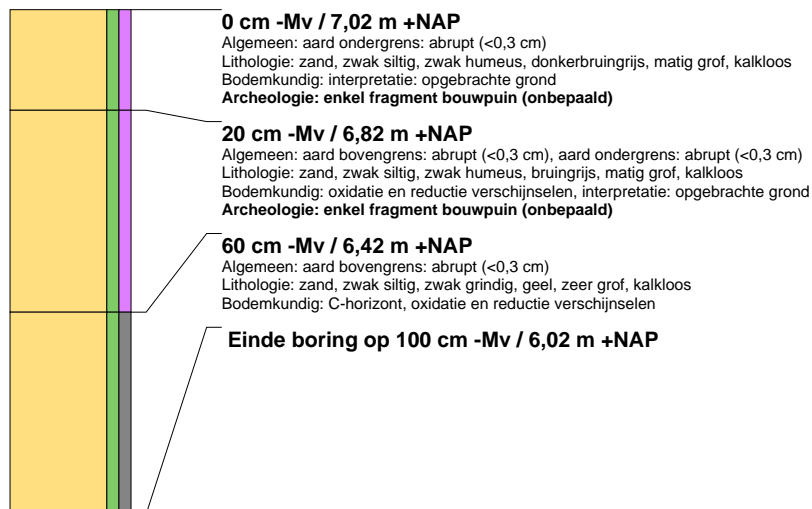 0 cm -Mv / 7,02 m +NAP
Algemeen: aard ondergrens: abrupt (<0,3 cm)
Lithologie: zand, zwak siltig, zwak humeus, donkerbruingrijs, matig grof, kalkloos
Bodemkundig: interpretatie: opgebrachte grond
Archeologie: enkel fragment bouwpuin (onbepaald)
20 cm -Mv / 6,82 m +NAP
Algemeen: aard bovengrens: abrupt (<0,3 cm), aard ondergrens: abrupt (<0,3 cm)
Lithologie: zand, zwak siltig, zwak humeus, bruingrijs, matig grof, kalkloos
Bodemkundig: oxidatie en reductie verschijnselen, interpretatie: opgebrachte grond
Archeologie: enkel fragment bouwpuin (onbepaald)
60 cm -Mv / 6,42 m +NAP
Algemeen: aard bovengrens: abrupt (<0,3 cm)
Lithologie: zand, zwak siltig, zwak grindig, geel, zeer grof, kalkloos
Bodemkundig: C-horizont, oxidatie en reductie verschijnselen
Einde boring op 100 cm -Mv / 6,02 m +NAP